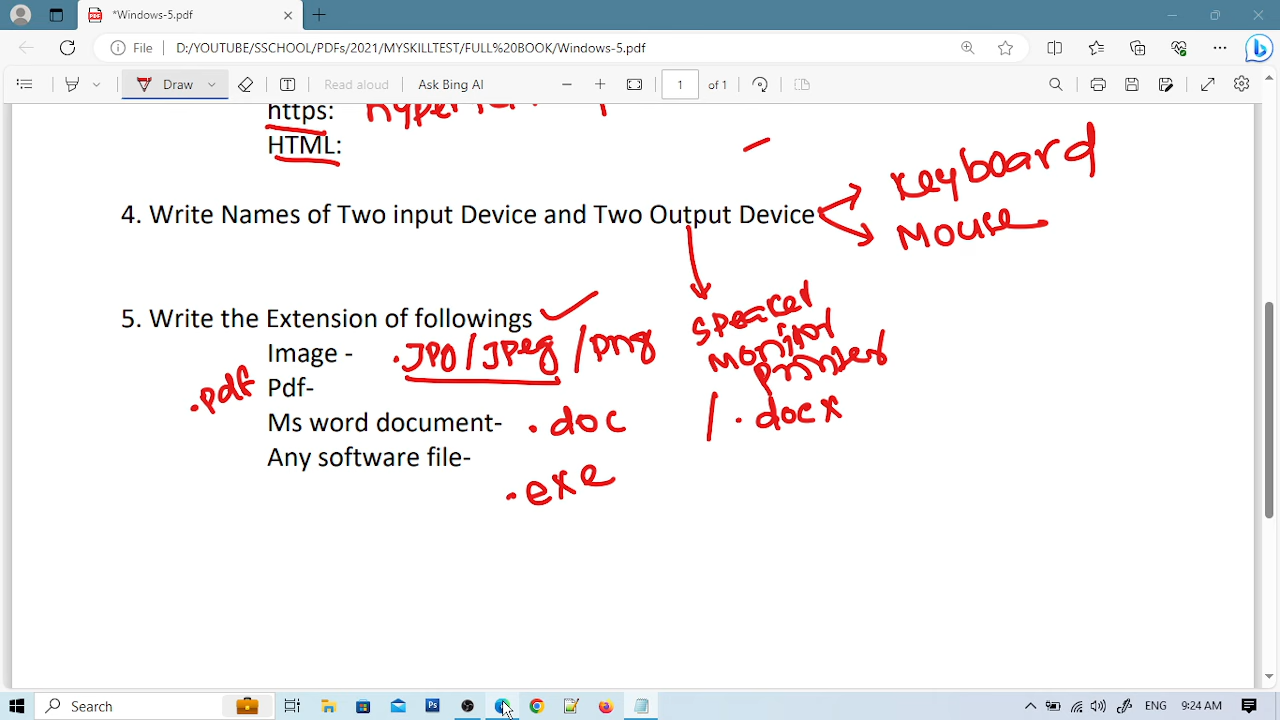 *Windows-5.pdf
File D:/YOUTUBE/SSCHOOL/PDFs/2021/MYSKILLTEST/FULL%20BOOK/Windows-5.pdf
Draw Read aloud Ask Bing AI 1 of 1
https:
HTML:
4. Write Names of Two input Device and Two Output Device
Keyboard
Mouse
Speaker
Monitor
Printer
5. Write the Extension of followings
Image - .JPG/JPeg/png
Pdf- .pdf
Ms word document- .doc / .docx
Any software file- .exe
Search ENG 9:24 AM